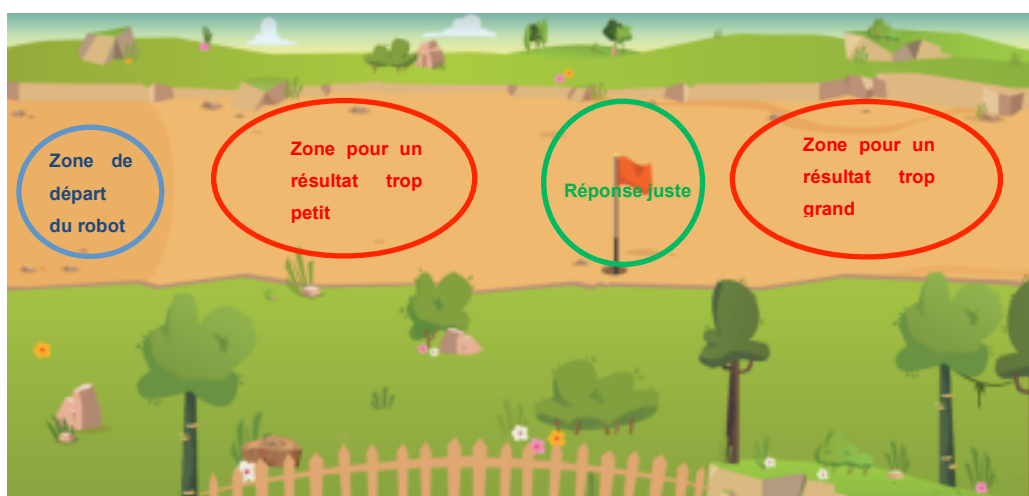 Zone de
départ
du robot
Zone pour un
résultat trop
petit
Réponse juste
Zone pour un
résultat trop
grand